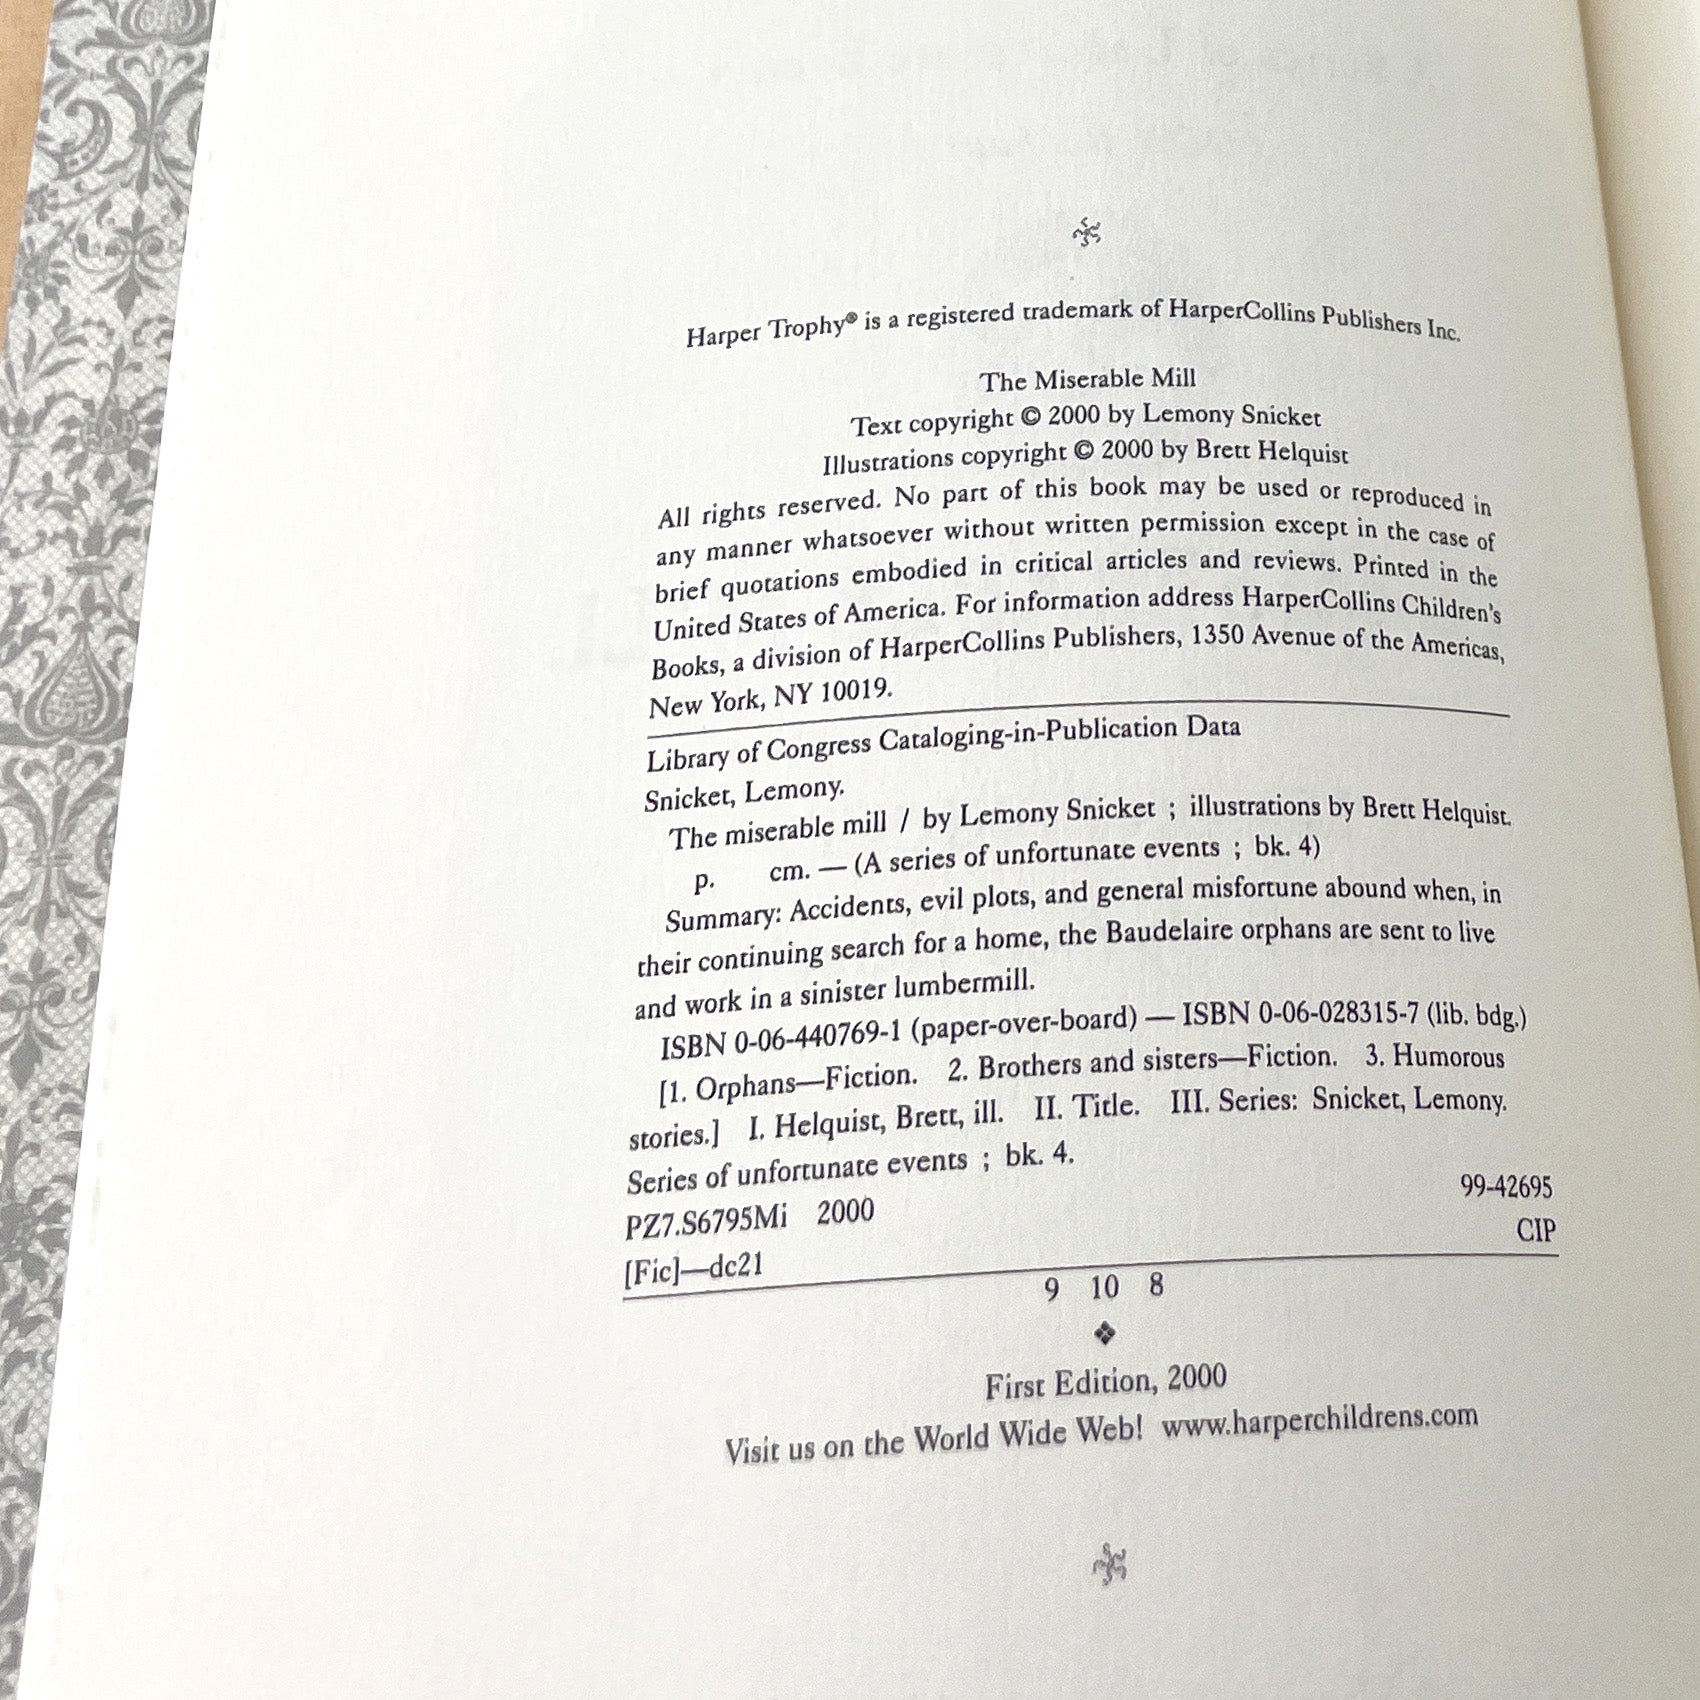 Harper Trophy® is a registered trademark of HarperCollins Publishers Inc.
The Miserable Mill
Text copyright © 2000 by Lemony Snicket
Illustrations copyright © 2000 by Brett Helquist
All rights reserved. No part of this book may be used or reproduced in
any manner whatsoever without written permission except in the case of
brief quotations embodied in critical articles and reviews. Printed in the
United States of America. For information address HarperCollins Children's
Books, a division of HarperCollins Publishers, 1350 Avenue of the Americas,
New York, NY 10019.
Library of Congress Cataloging-in-Publication Data
Snicket, Lemony.
The miserable mill / by Lemony Snicket ; illustrations by Brett Helquist.
p. cm. — (A series of unfortunate events ; bk. 4)
Summary: Accidents, evil plots, and general misfortune abound when, in
their continuing search for a home, the Baudelaire orphans are sent to live
and work in a sinister lumbermill.
ISBN 0-06-440769-1 (paper-over-board) — ISBN 0-06-028315-7 (lib. bdg.)
[1. Orphans—Fiction. 2. Brothers and sisters—Fiction. 3. Humorous
stories.] I. Helquist, Brett, ill. II. Title. III. Series: Snicket, Lemony.
Series of unfortunate events ; bk. 4.
PZ7.S6795Mi 2000 99-42695
[Fic]—dc21 CIP
9 10 8
❖
First Edition, 2000
Visit us on the World Wide Web! www.harperchildrens.com